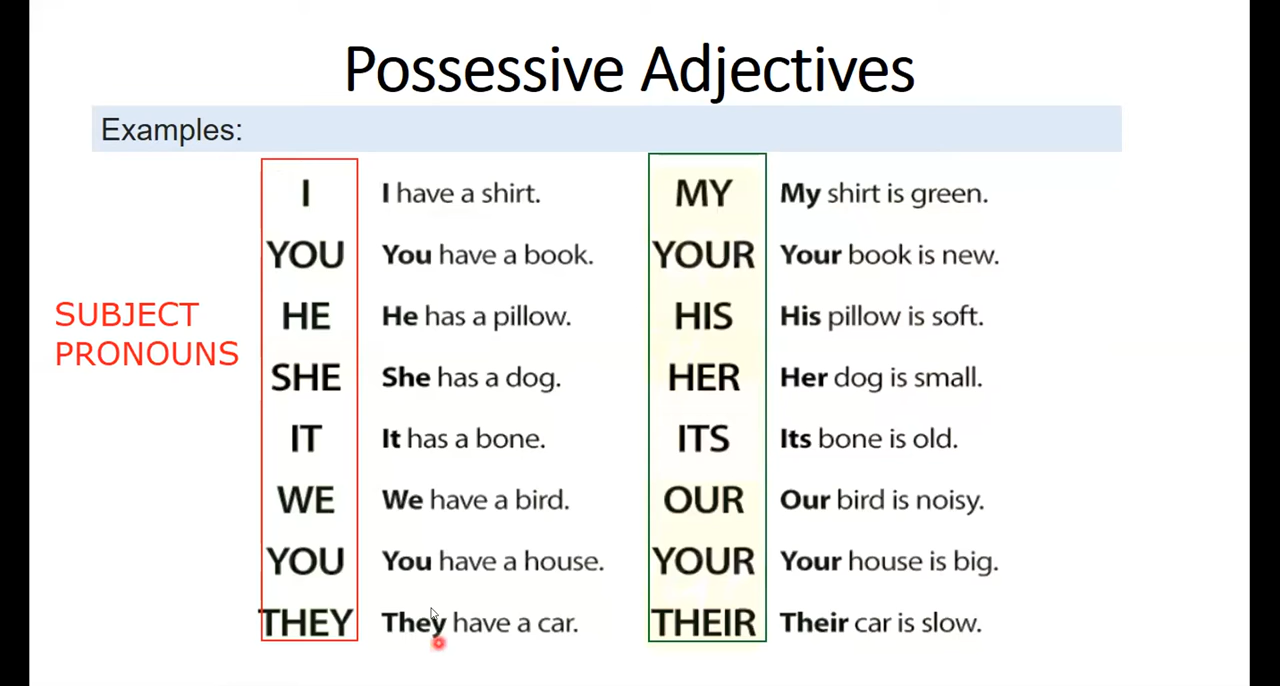 Possessive Adjectives
Examples:
SUBJECT
PRONOUNS
I I have a shirt. MY My shirt is green.
YOU You have a book. YOUR Your book is new.
HE He has a pillow. HIS His pillow is soft.
SHE She has a dog. HER Her dog is small.
IT It has a bone. ITS Its bone is old.
WE We have a bird. OUR Our bird is noisy.
YOU You have a house. YOUR Your house is big.
THEY They have a car. THEIR Their car is slow.